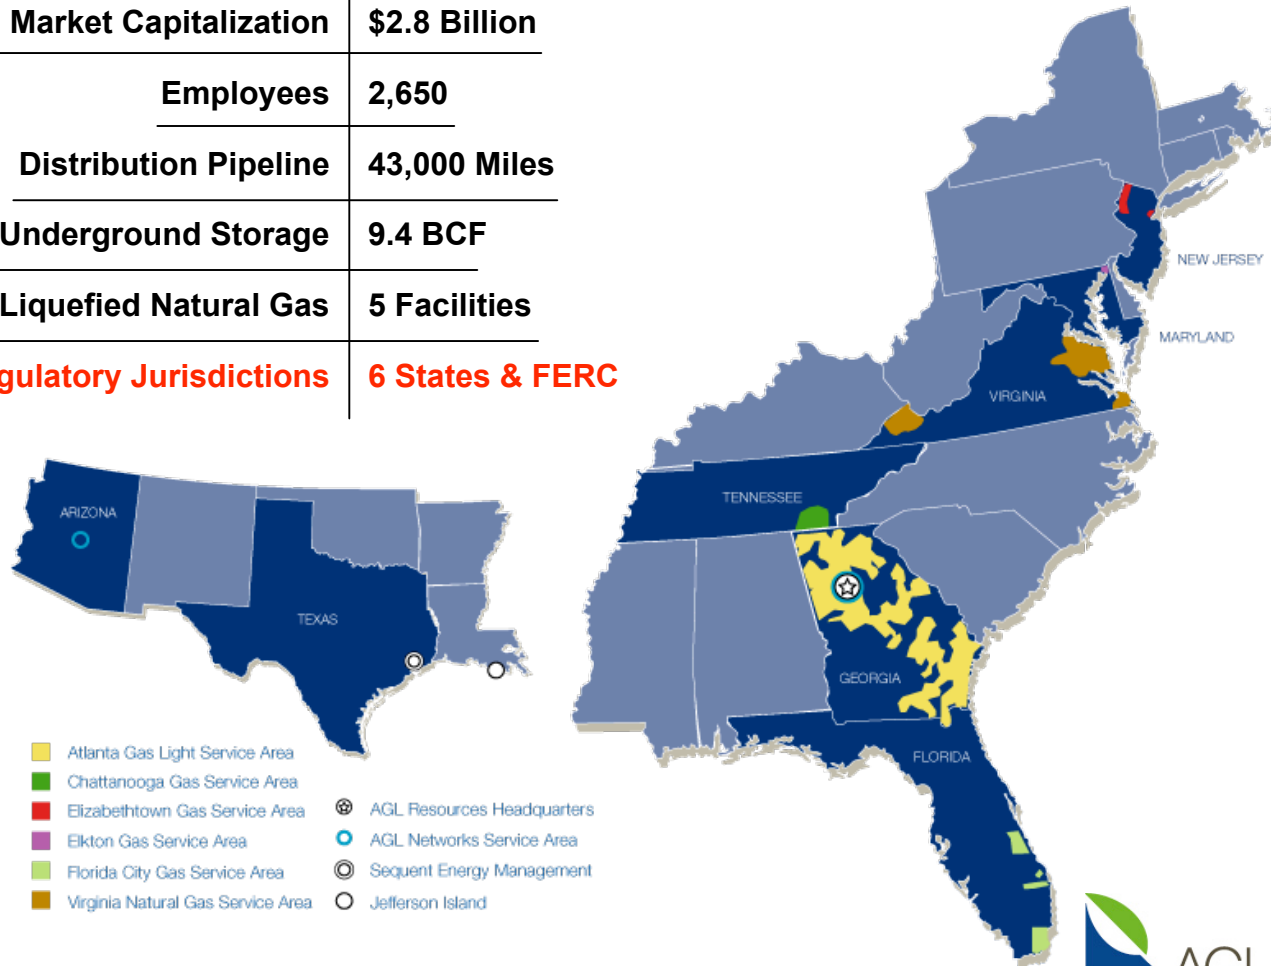 Market Capitalization $2.8 Billion
Employees 2,650
Distribution Pipeline 43,000 Miles
Underground Storage 9.4 BCF
Liquefied Natural Gas 5 Facilities
gulatory Jurisdictions 6 States & FERC
NEW JERSEY
MARYLAND
VIRGINIA
TENNESSEE
ARIZONA
TEXAS
GEORGIA
FLORIDA
Atlanta Gas Light Service Area
Chattanooga Gas Service Area
Elizabethtown Gas Service Area
Elkton Gas Service Area
Florida City Gas Service Area
Virginia Natural Gas Service Area
AGL Resources Headquarters
AGL Networks Service Area
Sequent Energy Management
Jefferson Island
AGL